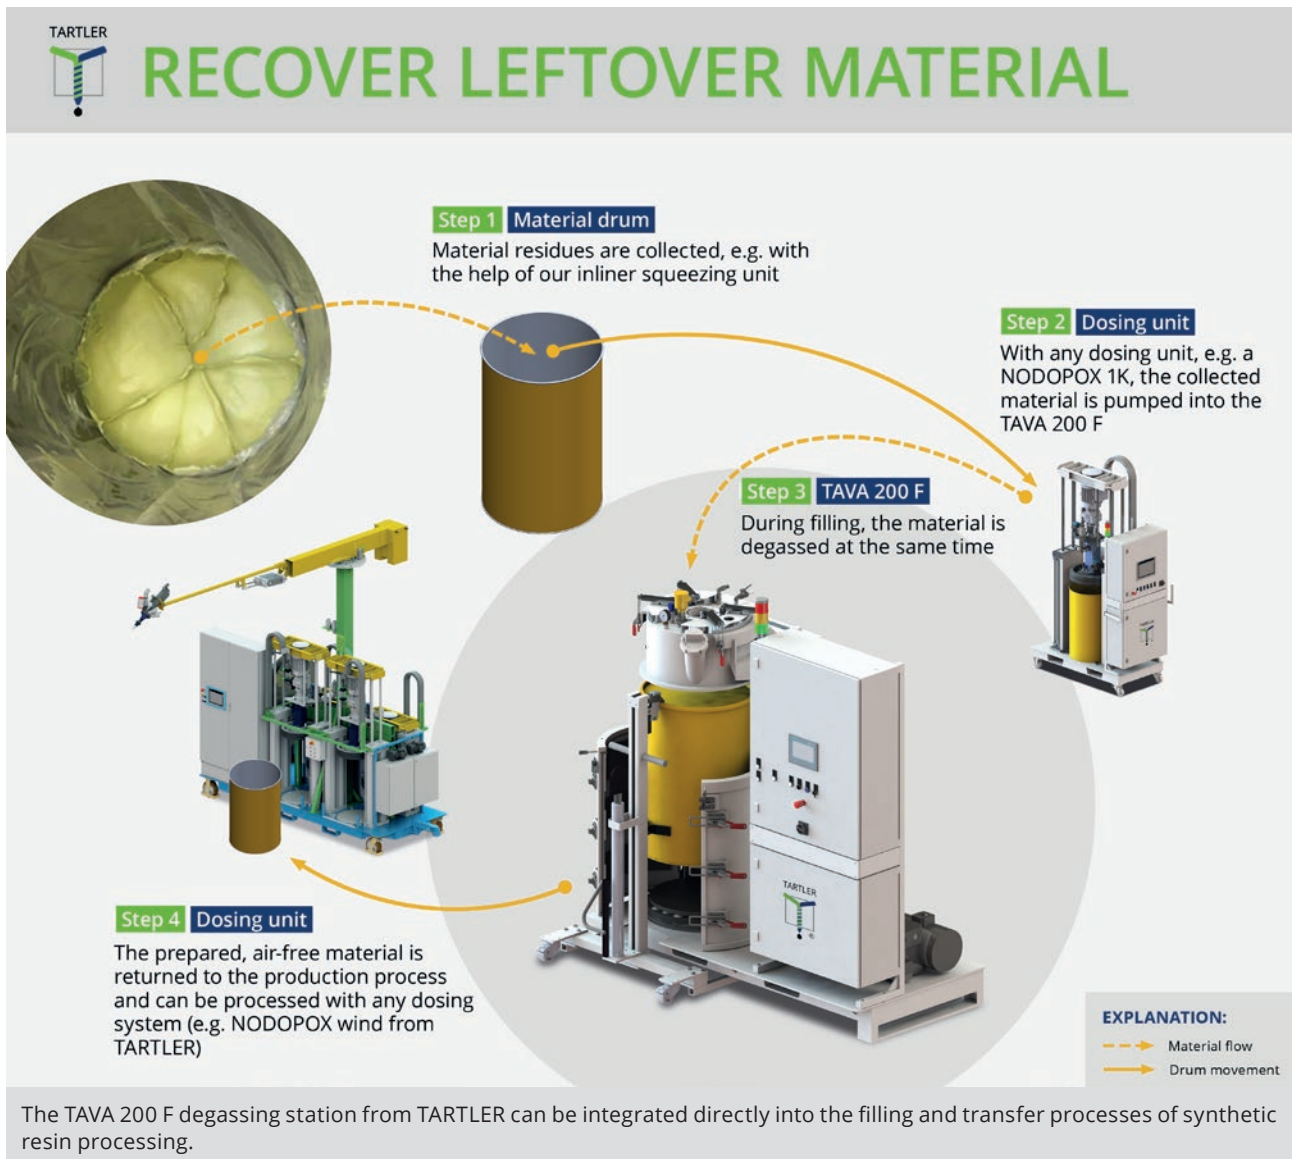 TARTLER
RECOVER LEFTOVER MATERIAL
Step 1 Material drum
Material residues are collected, e.g. with
the help of our inliner squeezing unit
Step 2 Dosing unit
With any dosing unit, e.g. a
NODOPOX 1K, the collected
material is pumped into the
TAVA 200 F
Step 3 TAVA 200 F
During filling, the material is
degassed at the same time
TARTLER
Step 4 Dosing unit
The prepared, air-free material is
returned to the production process
and can be processed with any dosing
system (e.g. NODOPOX wind from
TARTLER)
EXPLANATION:
Material flow
Drum movement
The TAVA 200 F degassing station from TARTLER can be integrated directly into the filling and transfer processes of synthetic
resin processing.